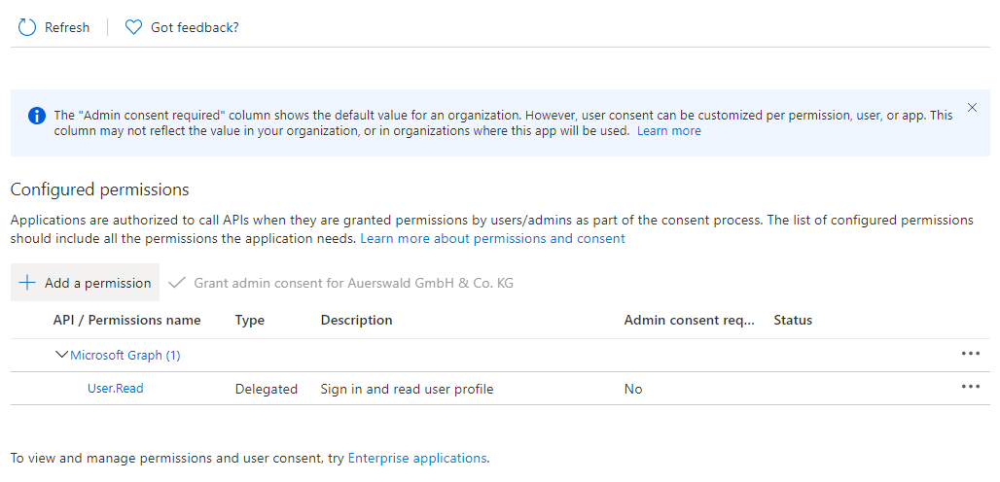 Refresh Got feedback?
The "Admin consent required" column shows the default value for an organization. However, user consent can be customized per permission, user, or app. This
column may not reflect the value in your organization, or in organizations where this app will be used. Learn more
Configured permissions
Applications are authorized to call APIs when they are granted permissions by users/admins as part of the consent process. The list of configured permissions
should include all the permissions the application needs. Learn more about permissions and consent
Add a permission Grant admin consent for Auerswald GmbH & Co. KG
API / Permissions name Type Description Admin consent req... Status
Microsoft Graph (1)
User.Read Delegated Sign in and read user profile No
To view and manage permissions and user consent, try Enterprise applications.